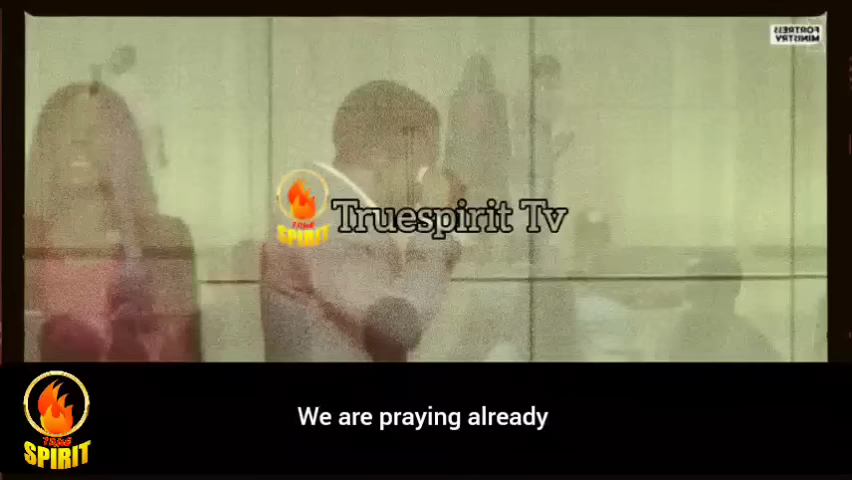 FORTRESS
MINISTRY
TRUE
SPIRIT
Truespirit Tv
We are praying already
TRUE
SPIRIT